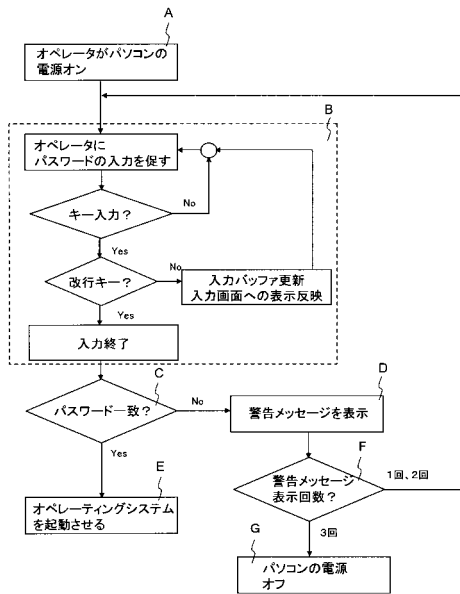 A
オペレータがパソコンの
電源オン
B
オペレータに
パスワードの入力を促す
キー入力？
No
Yes
改行キー？
No
入力バッファ更新
入力画面への表示反映
Yes
入力終了
C
パスワード一致？
No
D
警告メッセージを表示
Yes
F
警告メッセージ
表示回数？
1回、2回
E
オペレーティングシステム
を起動させる
3回
G
パソコンの電源
オフ